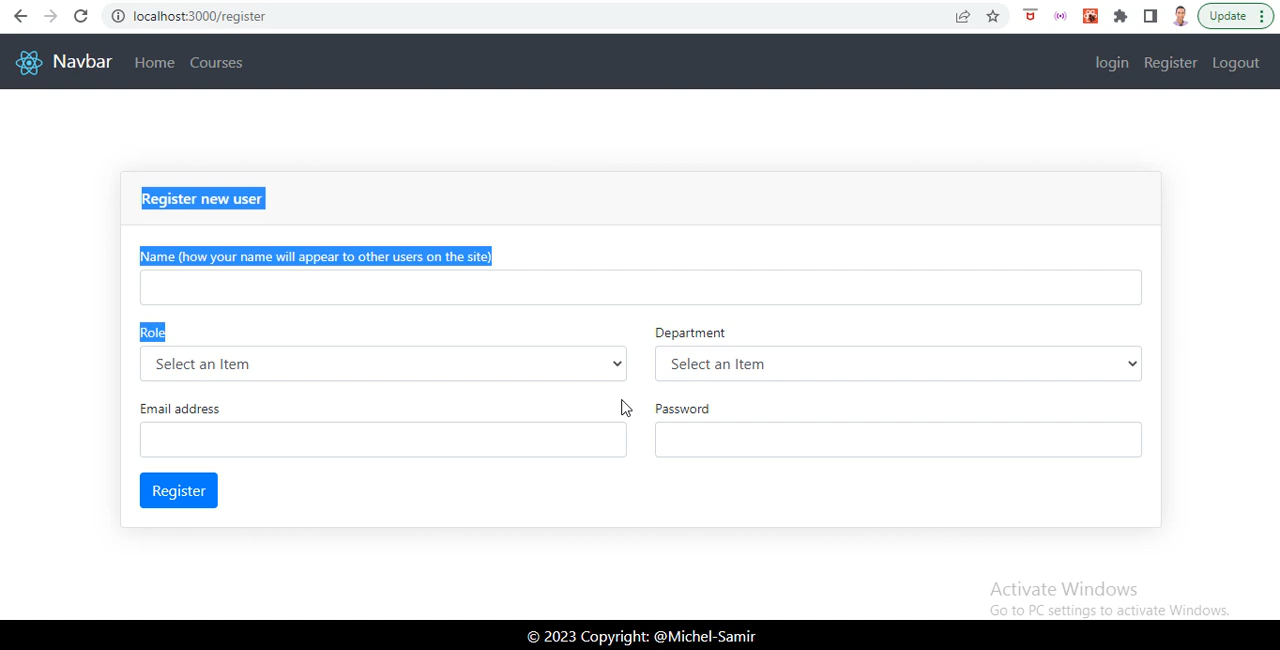 localhost:3000/register
Update
Navbar Home Courses login Register Logout
Register new user
Name (how your name will appear to other users on the site)
Role Department
Select an Item Select an Item
Email address Password
Register
Activate Windows
Go to PC settings to activate Windows.
© 2023 Copyright: @Michel-Samir